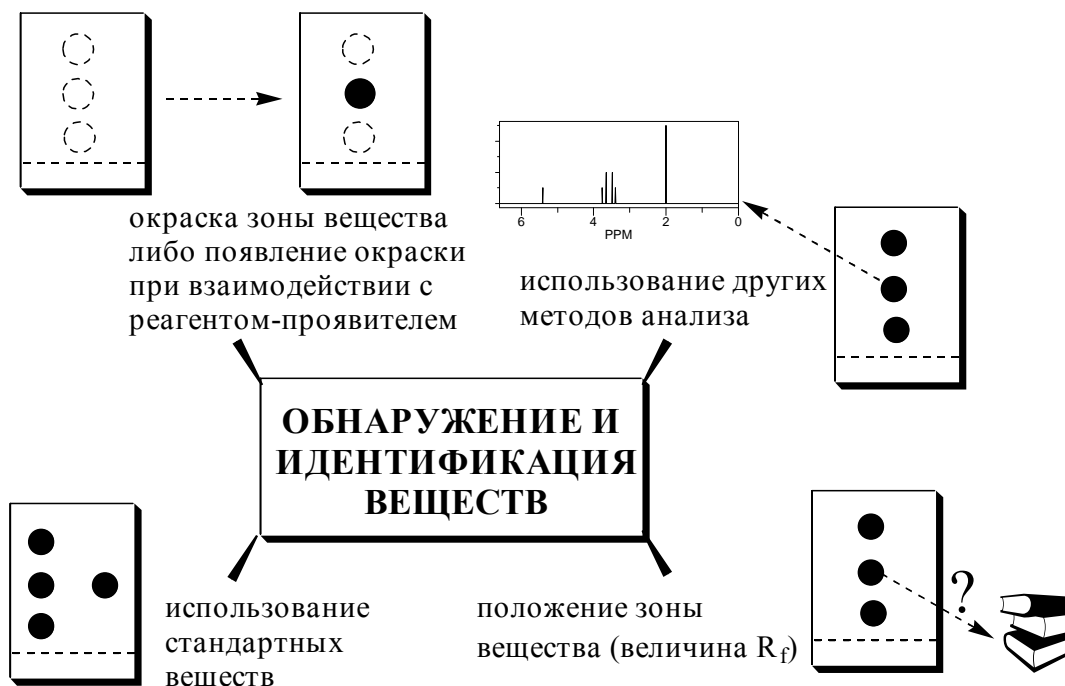 окраска зоны вещества
либо появление окраски
при взаимодействии с
реагентом-проявителем
6 4 2 0
PPM
использование других
методов анализа
ОБНАРУЖЕНИЕ И
ИДЕНТИФИКАЦИЯ
ВЕЩЕСТВ
использование
стандартных
веществ
положение зоны
вещества (величина Rf)
?